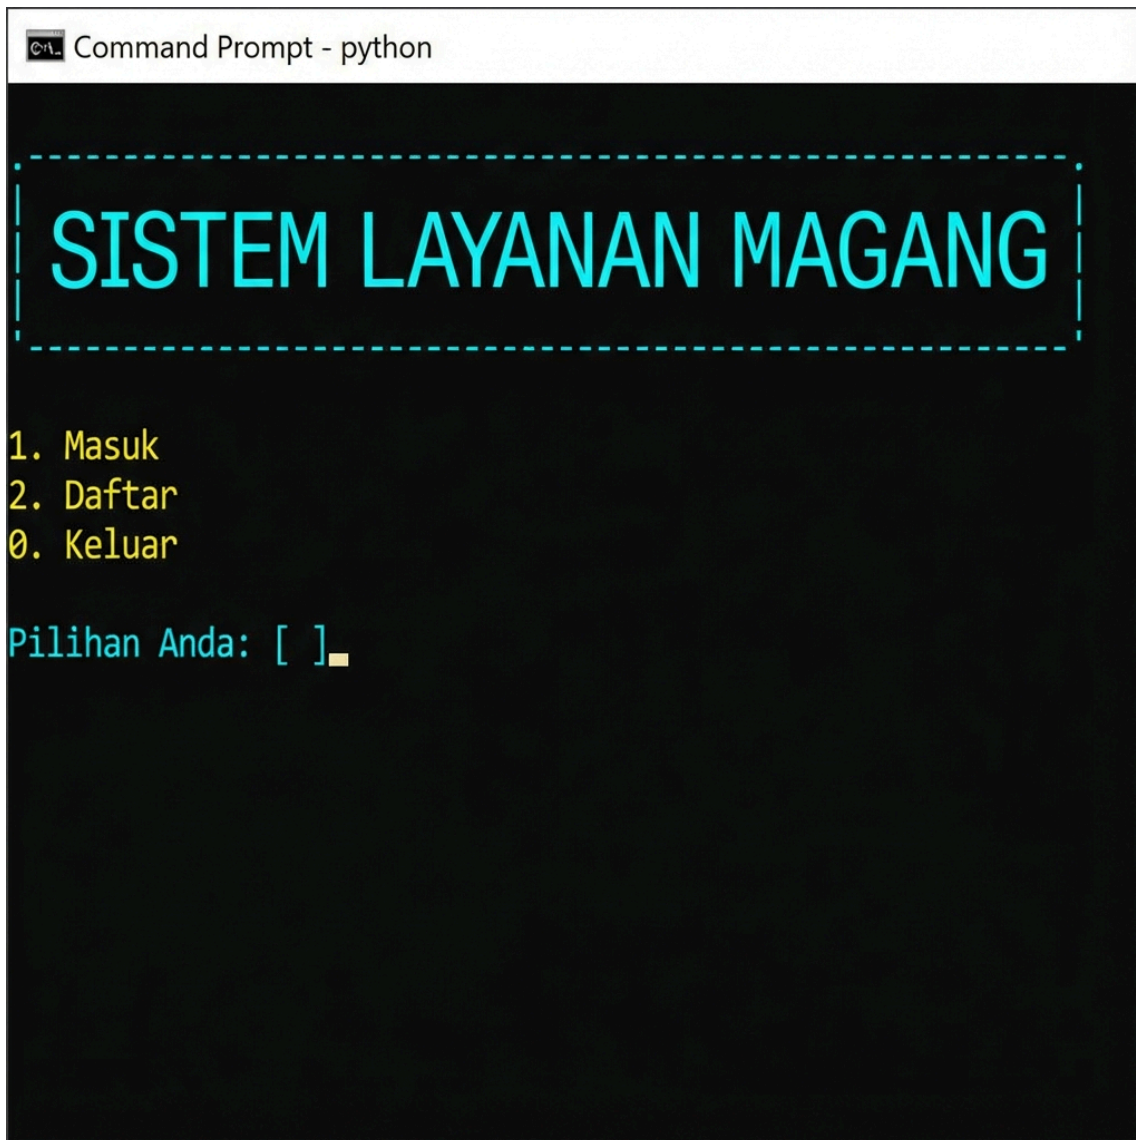 Command Prompt - python
SISTEM LAYANAN MAGANG
1. Masuk
2. Daftar
0. Keluar
Pilihan Anda: [ ]